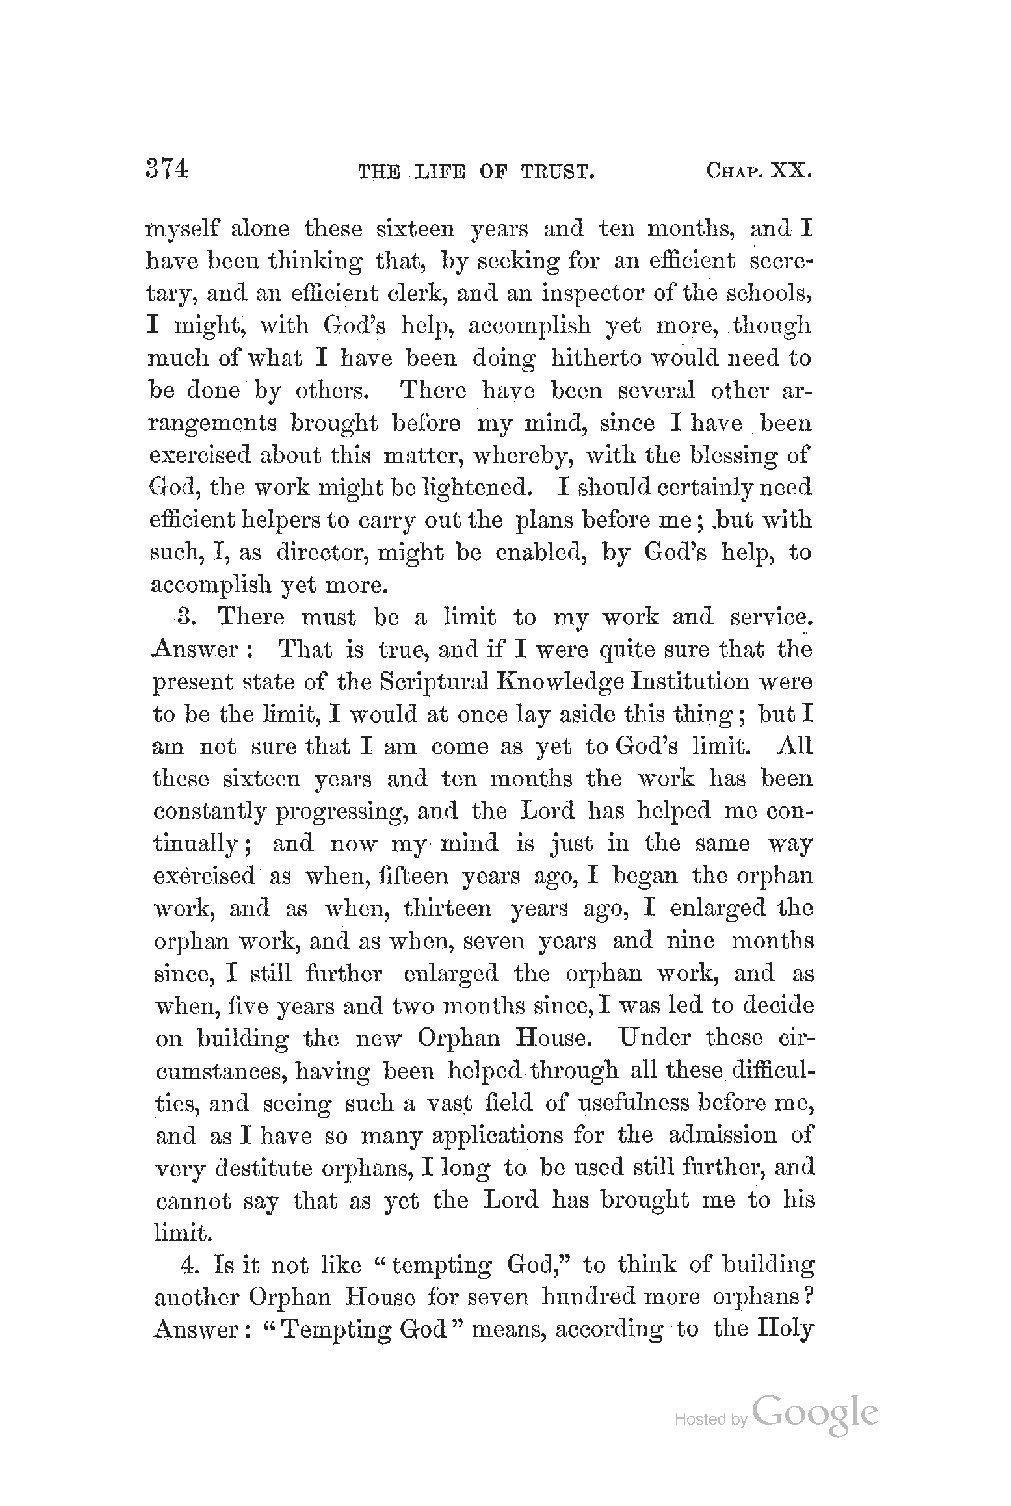 374 THE LIFE OF TRUST. CHAP. XX.
myself alone these sixteen years and ten months, and I
have been thinking that, by seeking for an efficient secre-
tary, and an efficient clerk, and an inspector of the schools,
I might, with God's help, accomplish yet more, though
much of what I have been doing hitherto would need to
be done by others. There have been several other ar-
rangements brought before my mind, since I have been
exercised about this matter, whereby, with the blessing of
God, the work might be lightened. I should certainly need
efficient helpers to carry out the plans before me; but with
such, I, as director, might be enabled, by God's help, to
accomplish yet more.
3. There must be a limit to my work and service.
Answer: That is true, and if I were quite sure that the
present state of the Scriptural Knowledge Institution were
to be the limit, I would at once lay aside this thing; but I
am not sure that I am come as yet to God's limit. All
these sixteen years and ten months the work has been
constantly progressing, and the Lord has helped me con-
tinually; and now my mind is just in the same way
exercised as when, fifteen years ago, I began the orphan
work, and as when, thirteen years ago, I enlarged the
orphan work, and as when, seven years and nine months
since, I still further enlarged the orphan work, and as
when, five years and two months since, I was led to decide
on building the new Orphan House. Under these cir-
cumstances, having been helped through all these difficul-
ties, and seeing such a vast field of usefulness before me,
and as I have so many applications for the admission of
very destitute orphans, I long to be used still further, and
cannot say that as yet the Lord has brought me to his
limit.
4. Is it not like "tempting God," to think of building
another Orphan House for seven hundred more orphans?
Answer: "Tempting God" means, according to the Holy
Hosted by Google